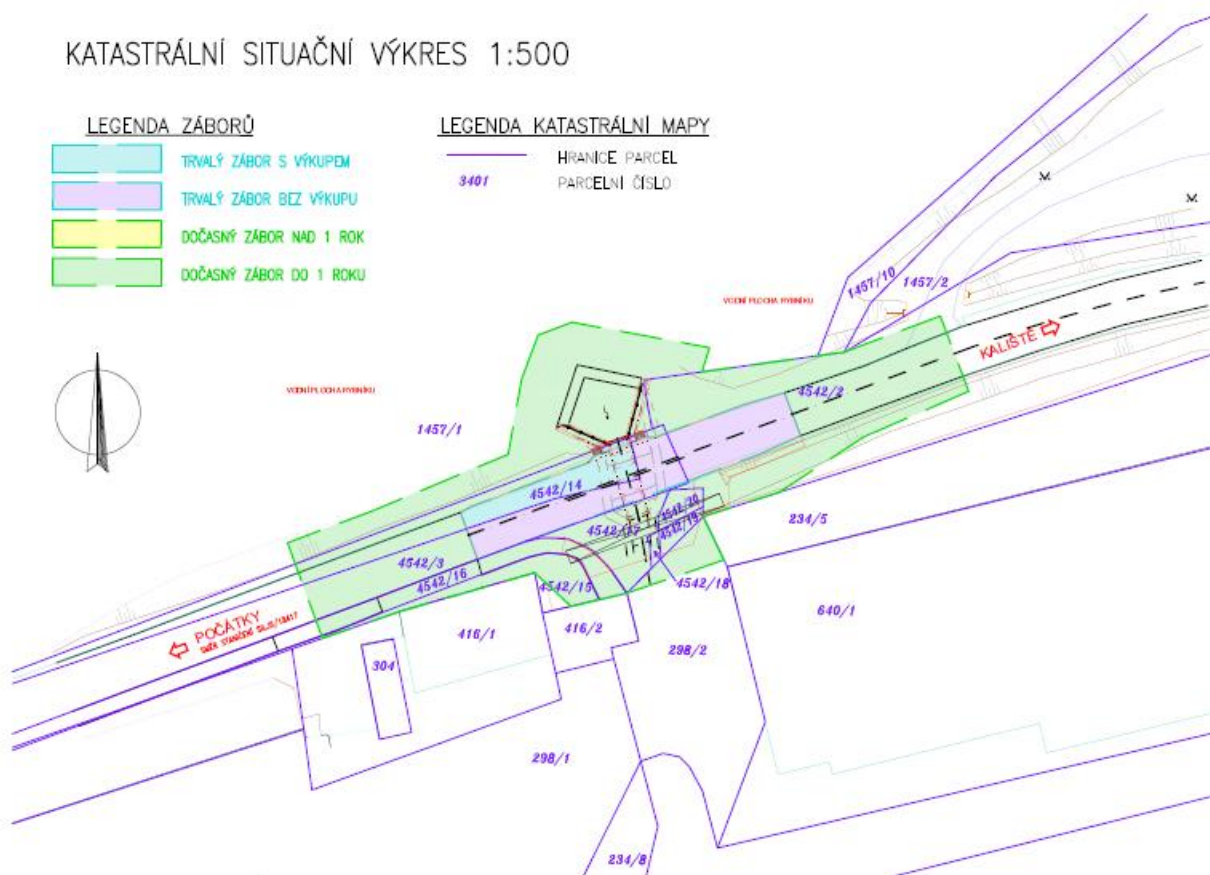 KATASTRÁLNÍ SITUAČNÍ VÝKRES 1:500
LEGENDA ZÁBORŮ
TRVALÝ ZÁBOR S VÝKUPEM
TRVALÝ ZÁBOR BEZ VÝKUPU
DOČASNÝ ZÁBOR NAD 1 ROK
DOČASNÝ ZÁBOR DO 1 ROKU
LEGENDA KATASTRÁLNÍ MAPY
HRANICE PARCEL
3401 PARCELNÍ ČÍSLO
1457/10
1457/2
VODNÍ PLOCHA RYBNÍKU
KALIŠTĚ
VODNÍ PLOCHA RYBNÍKU
4542/2
1457/1
4542/14
4542/20
4542/19
234/5
4542/17
4542/3
4542/16
4542/15
4542/18
POČÁTKY
640/1
416/1
416/2
298/2
304
298/1
234/8